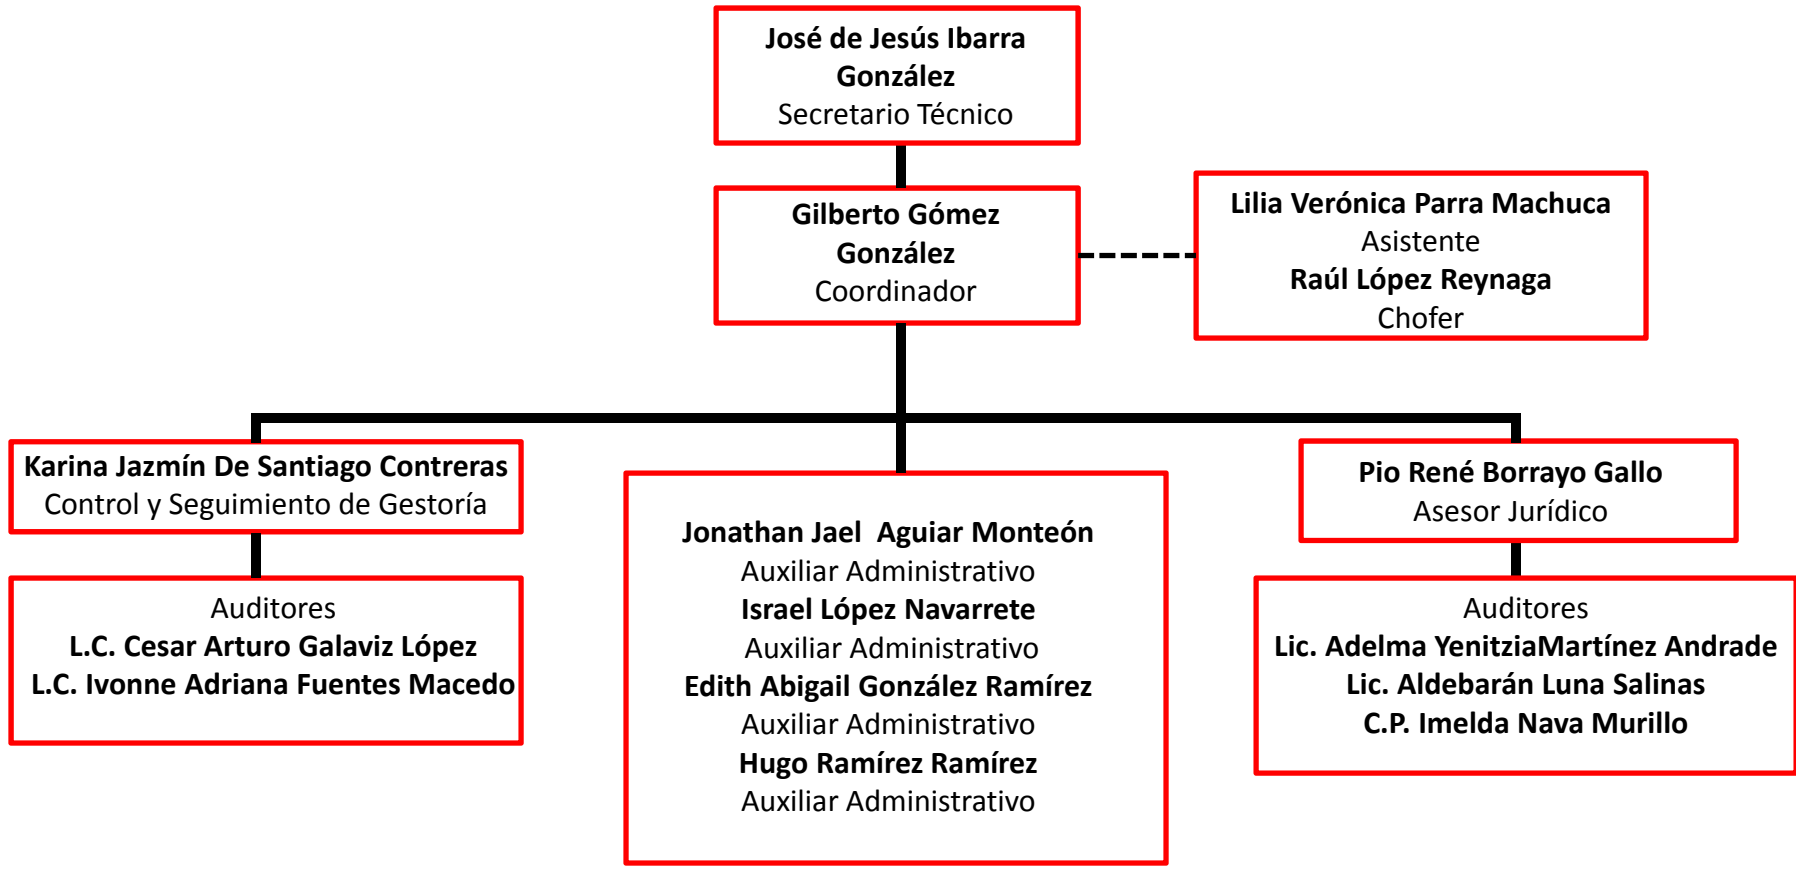 José de Jesús Ibarra
González
Secretario Técnico
Gilberto Gómez
González
Coordinador
Lilia Verónica Parra Machuca
Asistente
Raúl López Reynaga
Chofer
Karina Jazmín De Santiago Contreras
Control y Seguimiento de Gestoría
Auditores
L.C. Cesar Arturo Galaviz López
L.C. Ivonne Adriana Fuentes Macedo
Jonathan Jael  Aguiar Monteón
Auxiliar Administrativo
Israel López Navarrete
Auxiliar Administrativo
Edith Abigail González Ramírez
Auxiliar Administrativo
Hugo Ramírez Ramírez
Auxiliar Administrativo
Pio René Borrayo Gallo
Asesor Jurídico
Auditores
Lic. Adelma YenitziaMartínez Andrade
Lic. Aldebarán Luna Salinas
C.P. Imelda Nava Murillo